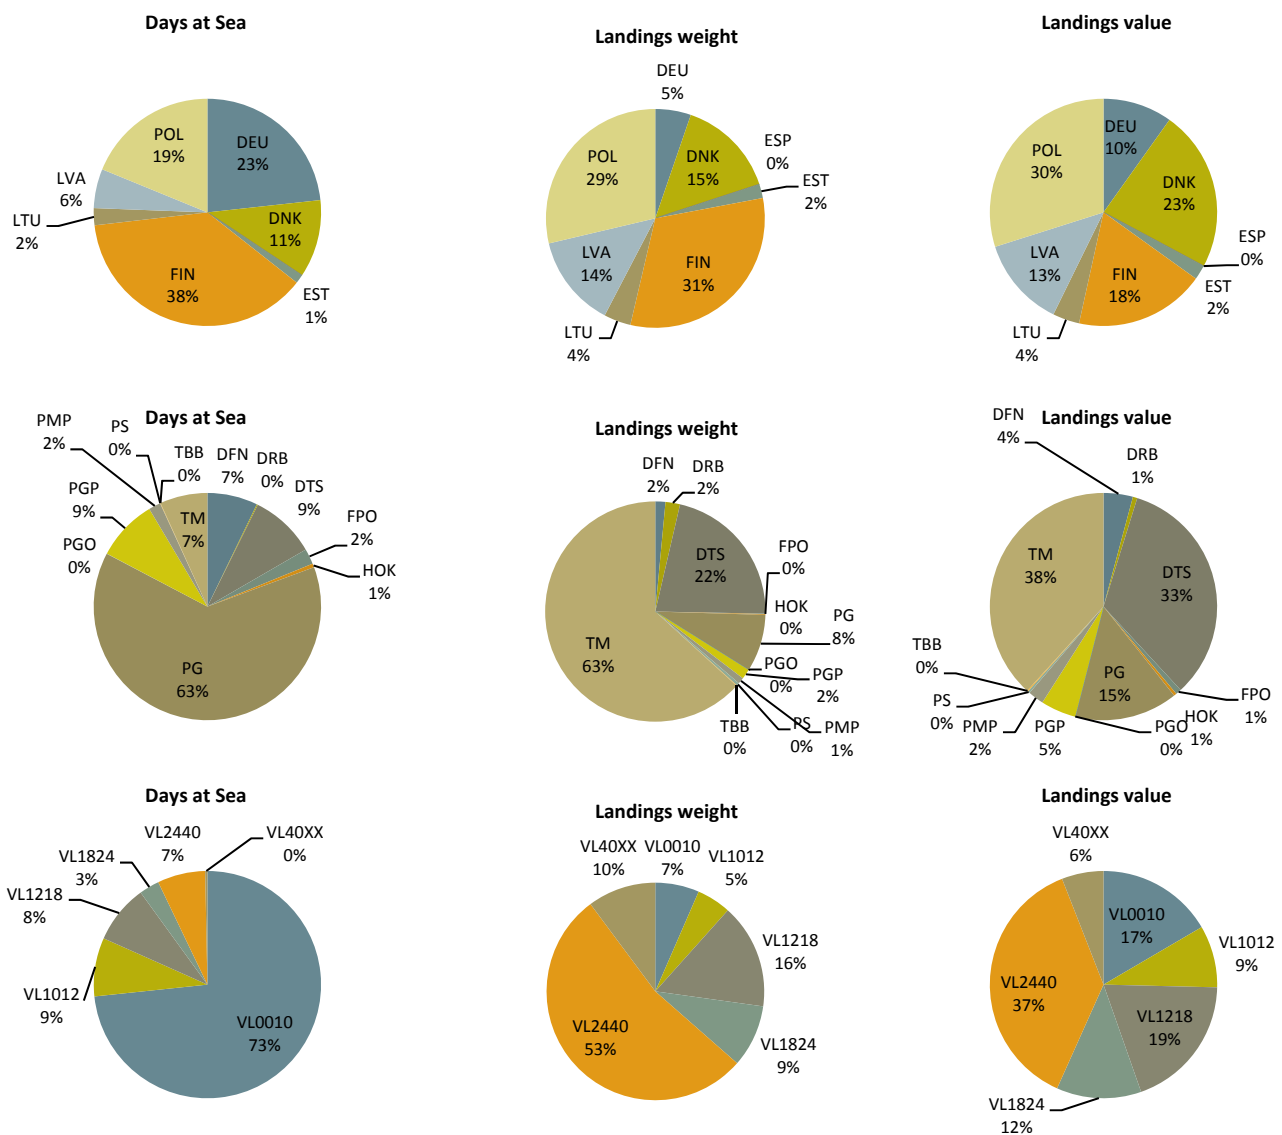 Days at Sea
DEU
23%
DNK
11%
EST
1%
FIN
38%
LTU
2%
LVA
6%
POL
19%
Landings weight
DEU
5%
DNK
15%
ESP
0%
EST
2%
FIN
31%
LTU
4%
LVA
14%
POL
29%
Landings value
DEU
10%
DNK
23%
ESP
0%
EST
2%
FIN
18%
LTU
4%
LVA
13%
POL
30%
Days at Sea
DFN
7%
DRB
0%
DTS
9%
FPO
2%
HOK
1%
PG
63%
PGO
0%
PGP
9%
PMP
2%
PS
0%
TBB
0%
TM
7%
Landings weight
DFN
2%
DRB
2%
DTS
22%
FPO
0%
HOK
0%
PG
8%
PGO
0%
PGP
2%
PMP
1%
PS
0%
TBB
0%
TM
63%
Landings value
DFN
4%
DRB
1%
DTS
33%
FPO
1%
HOK
1%
PG
15%
PGO
0%
PGP
5%
PMP
2%
PS
0%
TBB
0%
TM
38%
Days at Sea
VL0010
73%
VL1012
9%
VL1218
8%
VL1824
3%
VL2440
7%
VL40XX
0%
Landings weight
VL0010
7%
VL1012
5%
VL1218
16%
VL1824
9%
VL2440
53%
VL40XX
10%
Landings value
VL0010
17%
VL1012
9%
VL1218
19%
VL1824
12%
VL2440
37%
VL40XX
6%